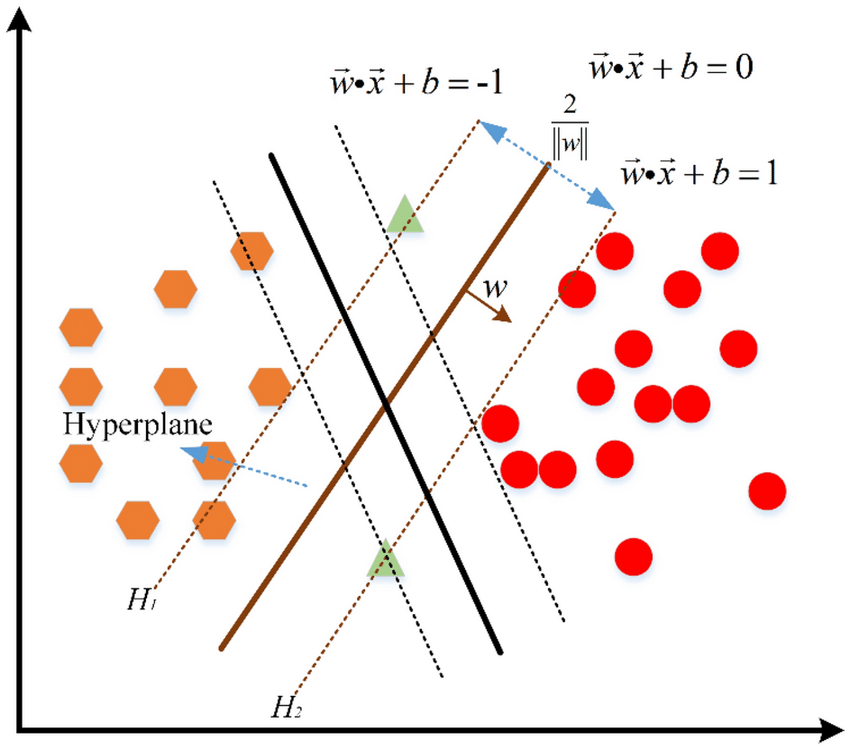 w⃗•x⃗ + b = 0
w⃗•x⃗ + b = -1
2/‖w‖
w⃗•x⃗ + b = 1
w
Hyperplane
H₁
H₂